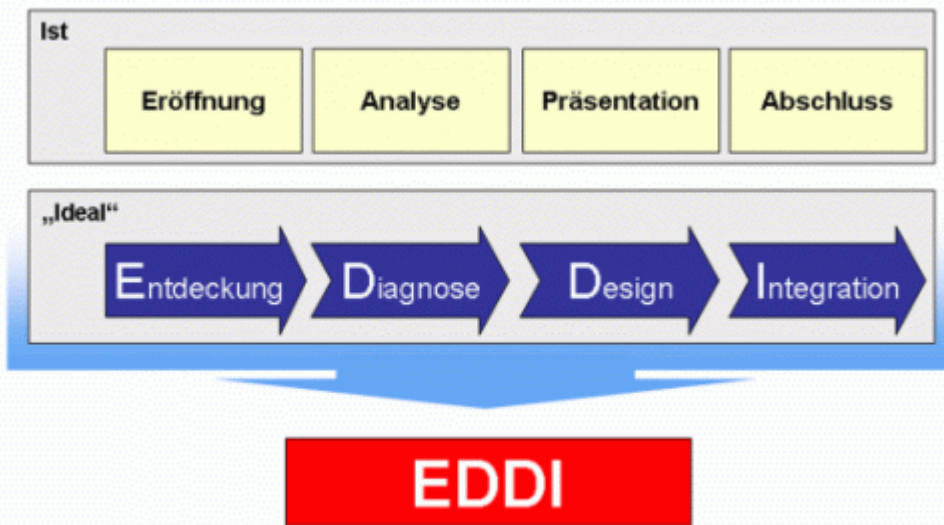 Ist
Eröffnung Analyse Präsentation Abschluss
„Ideal“
Entdeckung Diagnose Design Integration
EDDI